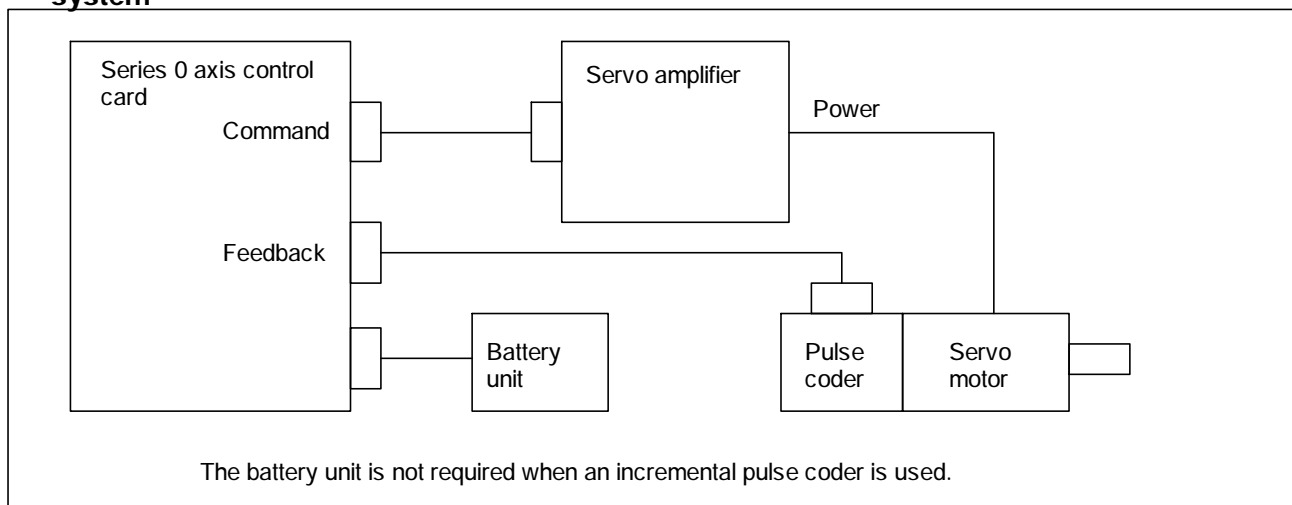 system
Series 0 axis control
card
Servo amplifier
Command
Power
Feedback
Battery
unit
Pulse
coder
Servo
motor
The battery unit is not required when an incremental pulse coder is used.